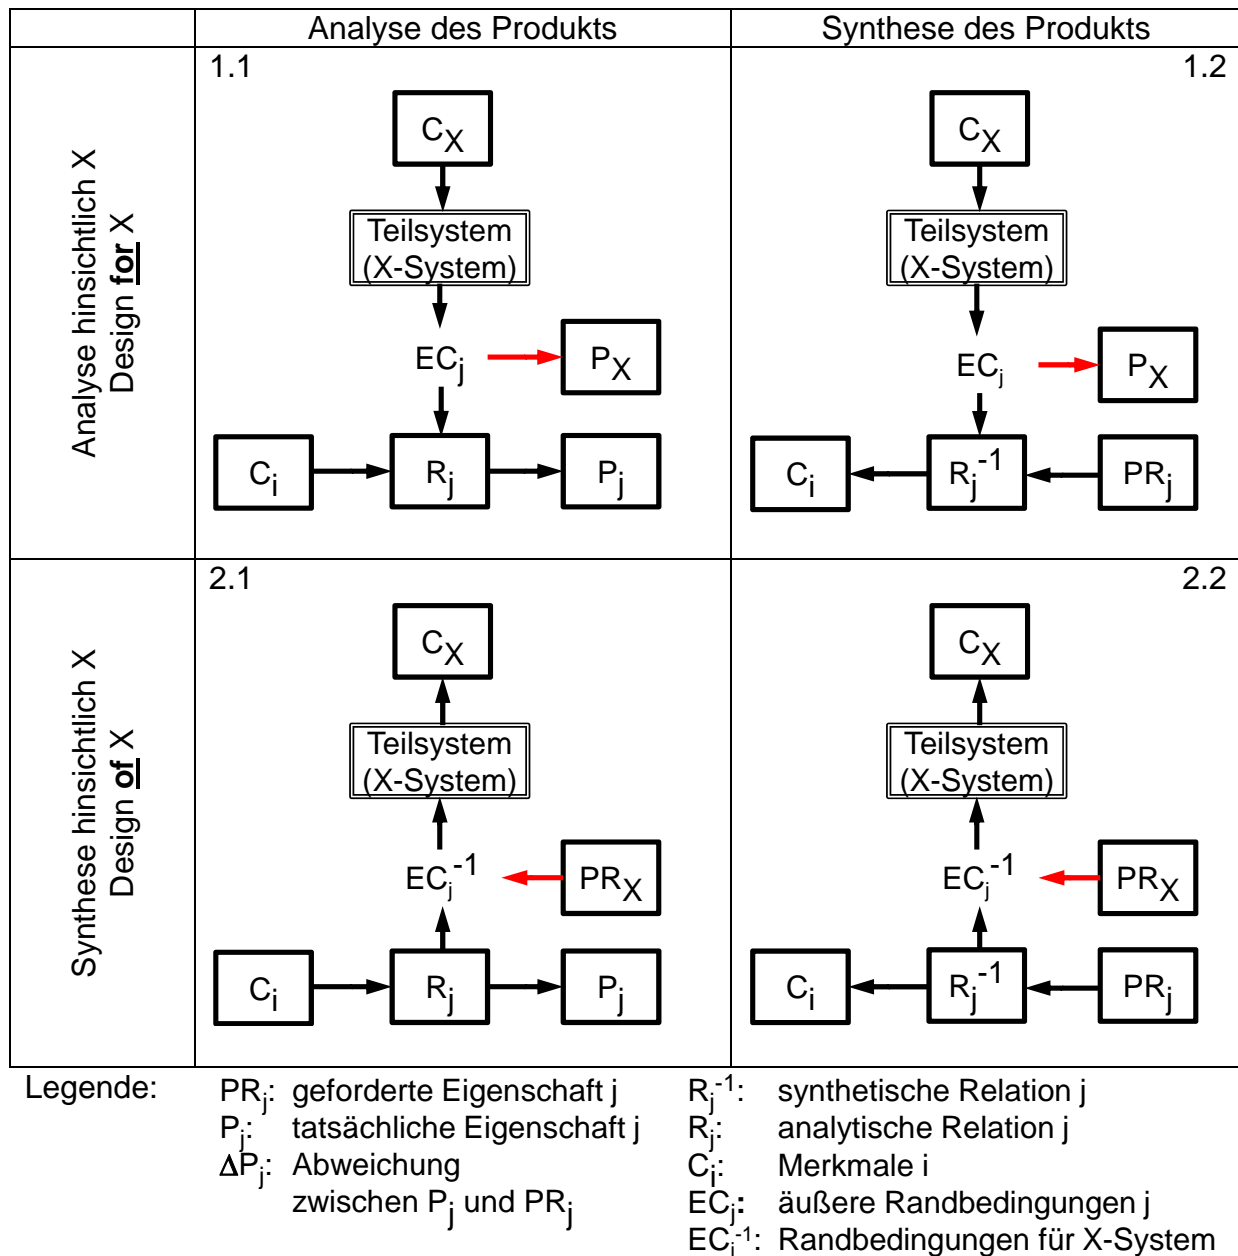 Analyse des Produkts
Synthese des Produkts
Analyse hinsichtlich X
Design for X
1.1
C_X
Teilsystem
(X-System)
EC_j
P_X
C_i
R_j
P_j
1.2
C_X
Teilsystem
(X-System)
EC_j
P_X
C_i
R_j^-1
PR_j
Synthese hinsichtlich X
Design of X
2.1
C_X
Teilsystem
(X-System)
EC_j^-1
PR_X
C_i
R_j
P_j
2.2
C_X
Teilsystem
(X-System)
EC_j^-1
PR_X
C_i
R_j^-1
PR_j
Legende:
PR_j: geforderte Eigenschaft j
P_j: tatsächliche Eigenschaft j
ΔP_j: Abweichung
zwischen P_j und PR_j
R_j^-1: synthetische Relation j
R_j: analytische Relation j
C_i: Merkmale i
EC_j: äußere Randbedingungen j
EC_j^-1: Randbedingungen für X-System